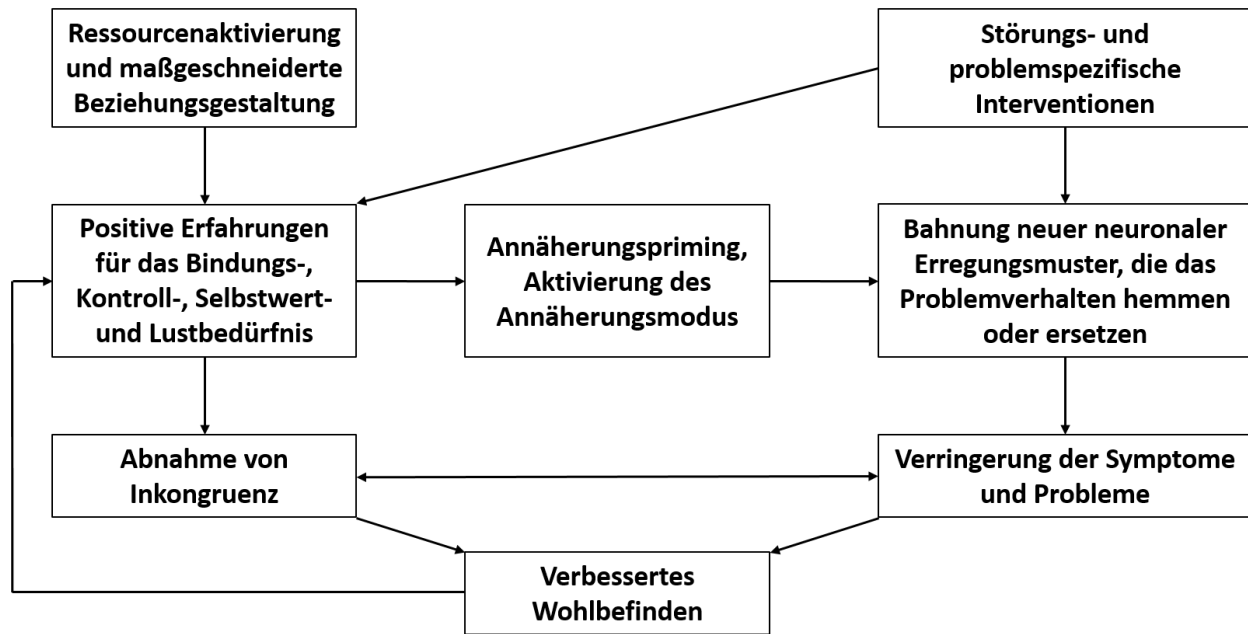 Ressourcenaktivierung
und maßgeschneiderte
Beziehungsgestaltung
Störungs- und
problemspezifische
Interventionen
Positive Erfahrungen
für das Bindungs-,
Kontroll-, Selbstwert-
und Lustbedürfnis
Annäherungspriming,
Aktivierung des
Annäherungsmodus
Bahnung neuer neuronaler
Erregungsmuster, die das
Problemverhalten hemmen
oder ersetzen
Abnahme von
Inkongruenz
Verringerung der Symptome
und Probleme
Verbessertes
Wohlbefinden